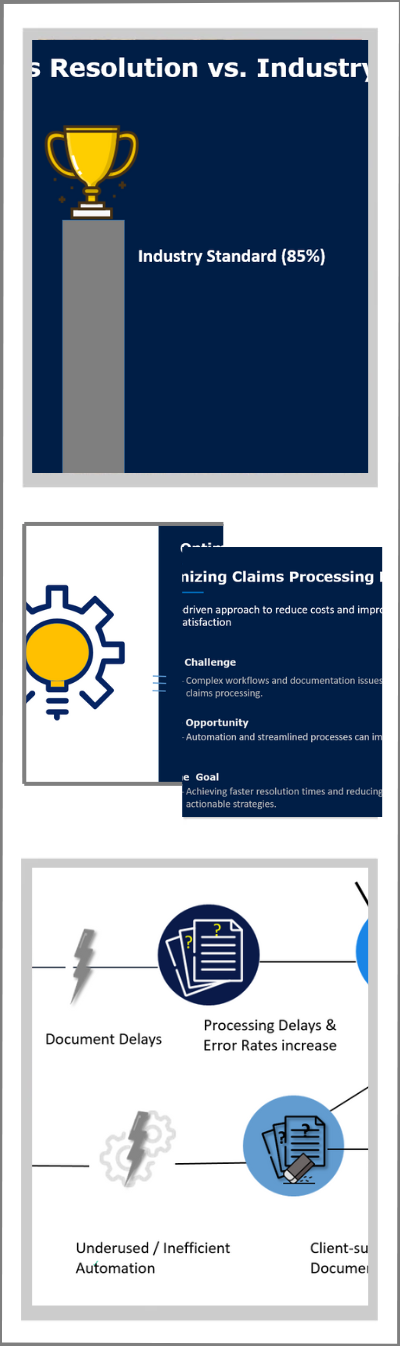 Resolution vs. Industry
Industry Standard (85%)
nizing Claims Processing
driven approach to reduce costs and impro
atisfaction
Challenge
Complex workflows and documentation issues
claims processing.
Opportunity
Automation and streamlined processes can im
e Goal
Achieving faster resolution times and reducing
actionable strategies.
? ?
Document Delays
Processing Delays &
Error Rates increase
? ?
Underused / Inefficient
Automation
Client-su
Documen